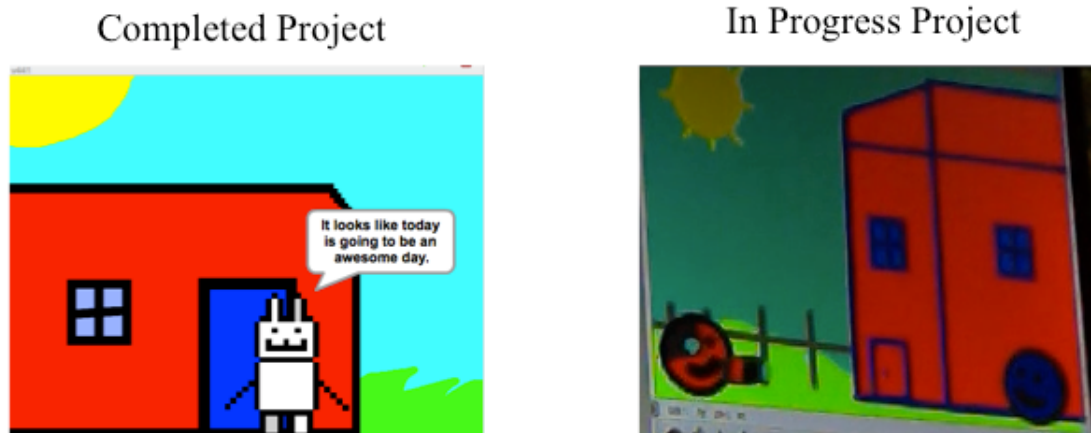 Completed Project
In Progress Project
It looks like today
is going to be an
awesome day.